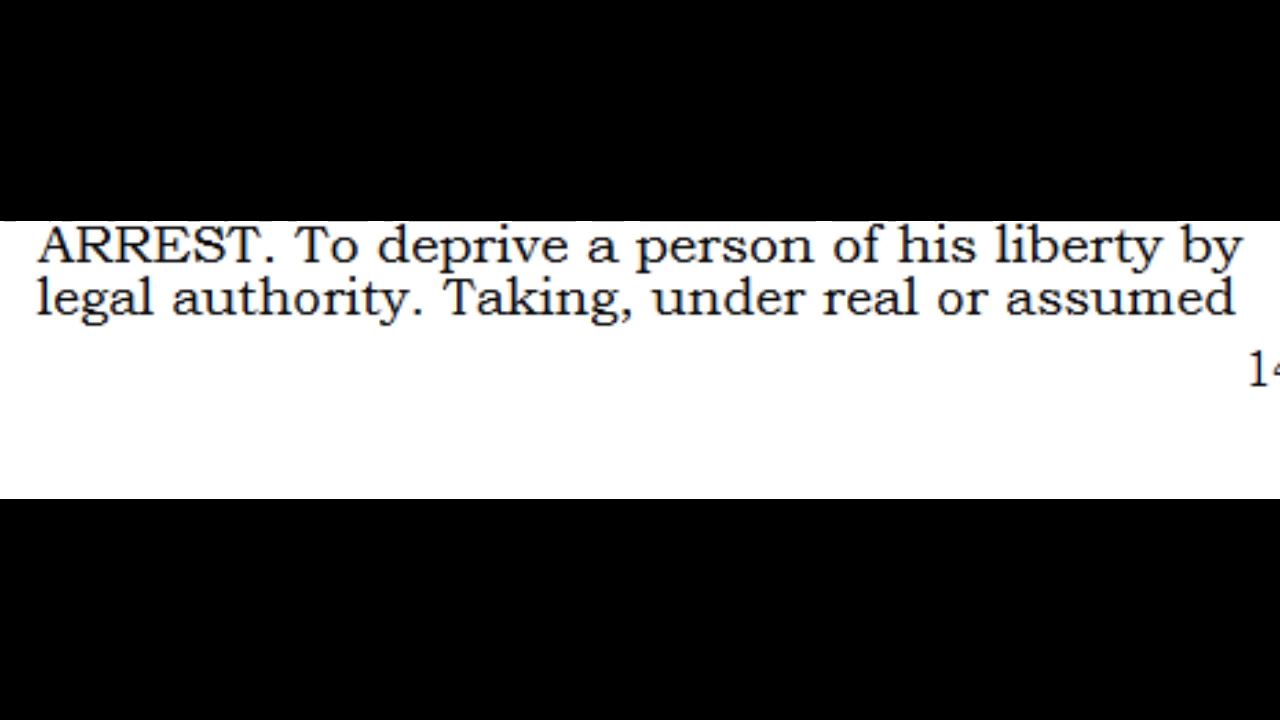 ARREST. To deprive a person of his liberty by
legal authority. Taking, under real or assumed